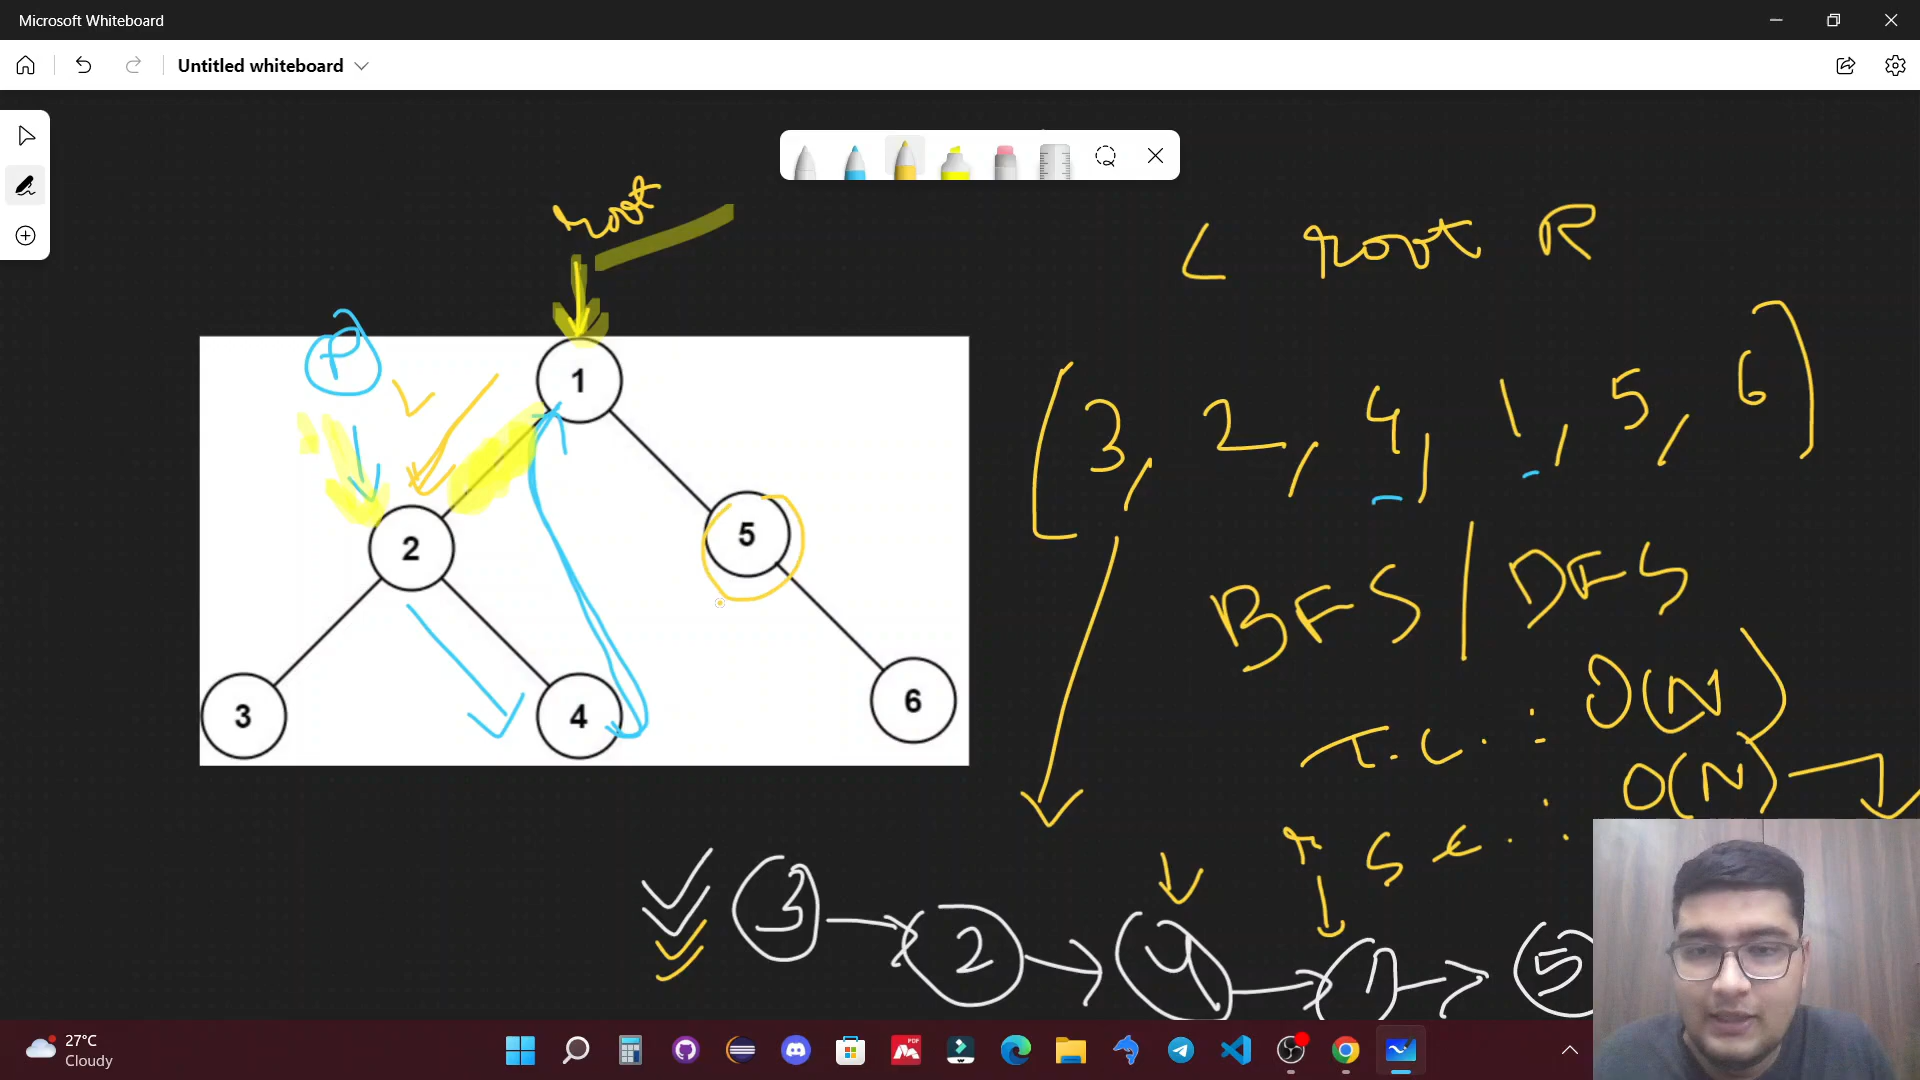 Microsoft Whiteboard
Untitled whiteboard
root
L root R
P
1
[3, 2, 4, 1, 5, 6]
5
2
BFS / DFS
3
4
6
T.C. : O(N)
S.C. : O(N)
3 → 2 → 4 → 1 → 5
27°C
Cloudy
PDF